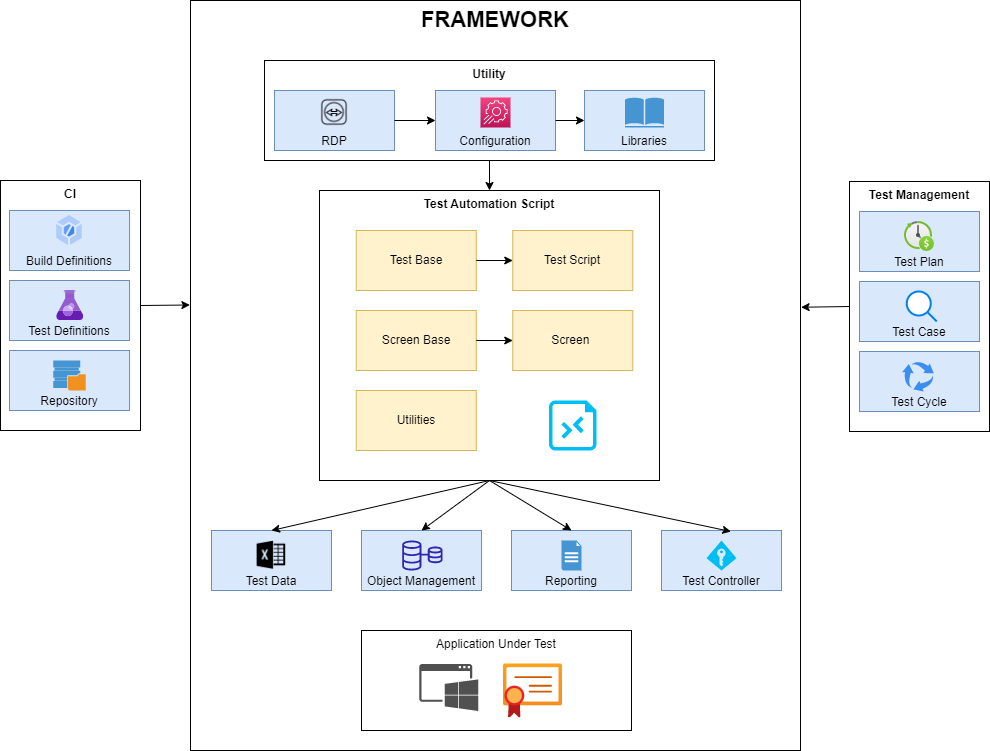 FRAMEWORK
Utility
RDP
Configuration
Libraries
CI
Build Definitions
Test Definitions
Repository
Test Automation Script
Test Base
Test Script
Screen Base
Screen
Utilities
Test Management
Test Plan
Test Case
Test Cycle
X
Test Data
Object Management
Reporting
Test Controller
Application Under Test